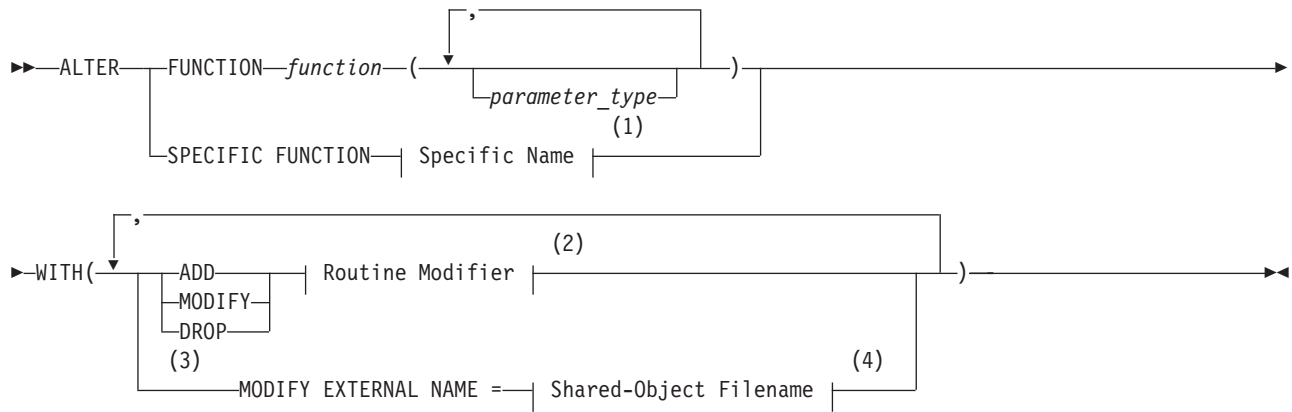 ,
ALTER FUNCTION function ( )
parameter_type
(1)
SPECIFIC FUNCTION Specific Name
,
(2)
WITH( ADD Routine Modifier )
MODIFY
DROP
(3) (4)
MODIFY EXTERNAL NAME = Shared-Object Filename